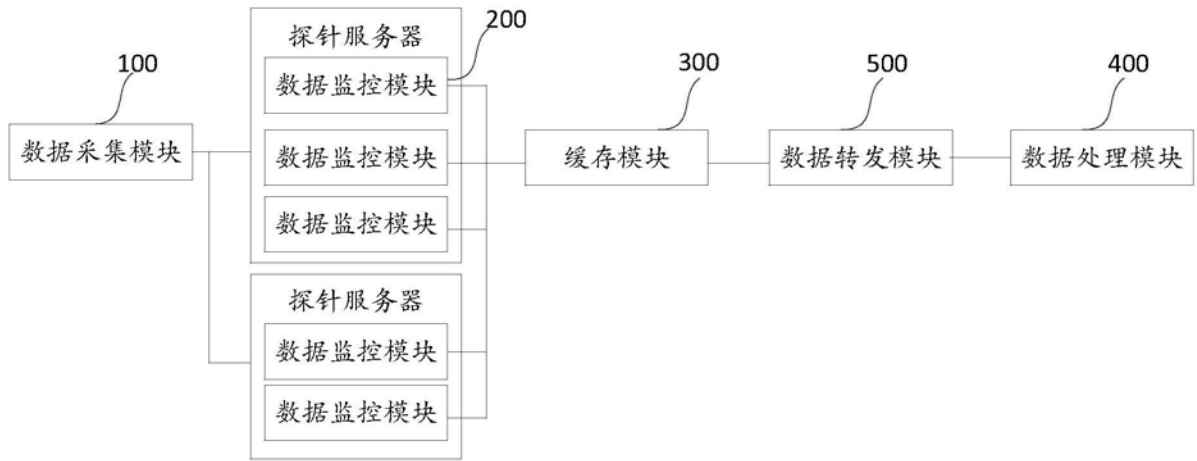 100
数据采集模块
探针服务器
200
数据监控模块
数据监控模块
数据监控模块
探针服务器
数据监控模块
数据监控模块
300
缓存模块
500
数据转发模块
400
数据处理模块